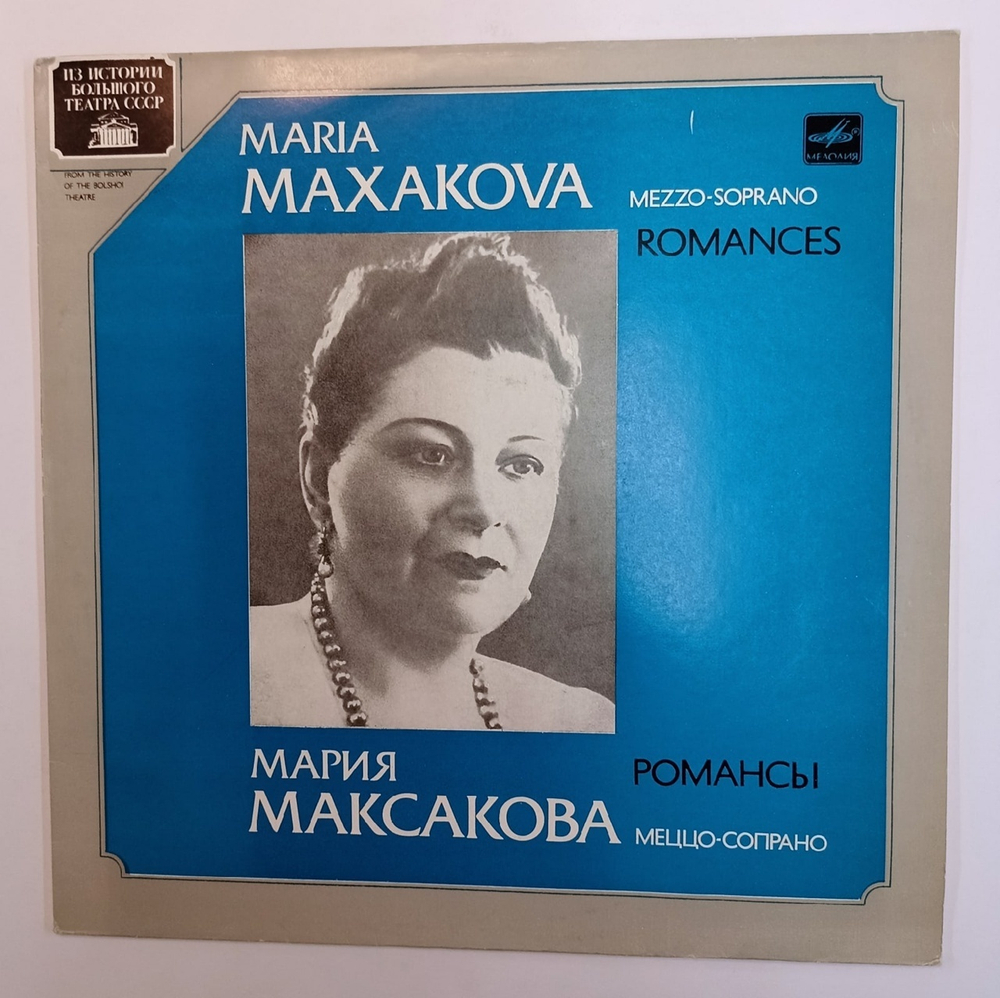 ИЗ ИСТОРИИ
БОЛЬШОГО
ТЕАТРА СССР
FROM THE HISTORY
OF THE BOLSHOI
THEATRE
MARIA
MAXAKOVA
MEZZO-SOPRANO
ROMANCES
МЕЛОДИЯ
МАРИЯ
МАКСАКОВА
РОМАНСЫ
МЕЦЦО-СОПРАНО